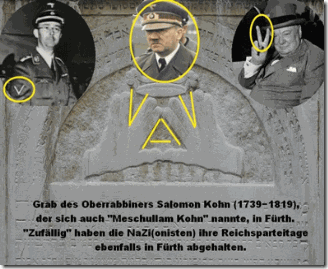 Grab des Oberrabbiners Salomon Kohn (1739-1819),
der sich auch "Meschullam Kohn" nannte, in Fürth.
"Zufällig" haben die NaZi(onisten) ihre Reichsparteitage
ebenfalls in Fürth abgehalten.